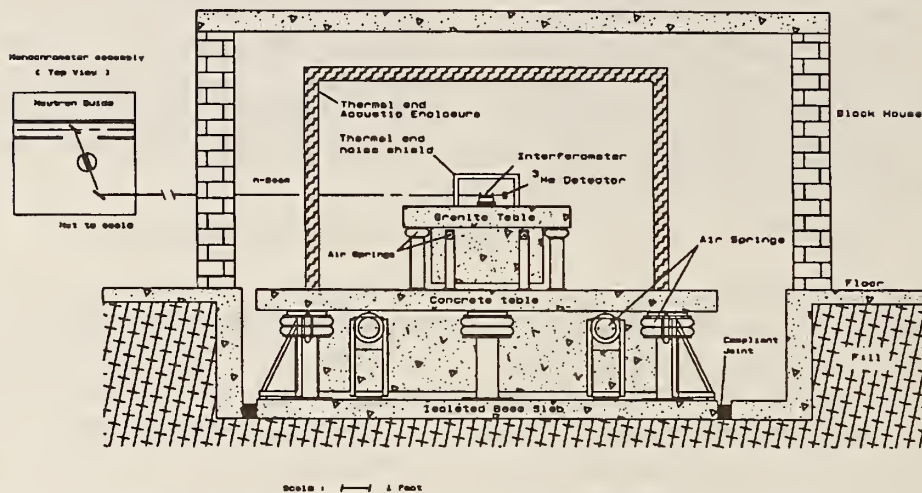 Monochrometer assembly
( Top View )
Neutron Guide
Not to scale
n-Beam
Thermal and
Acoustic Enclosure
Thermal and
noise shield
Interferometer
3He Detector
Granite Table
Air Springs
Air Springs
Block House
Concrete table
Floor
Compliant
Joint
Fill
Isolated Base Slab
Scale : 1 Foot